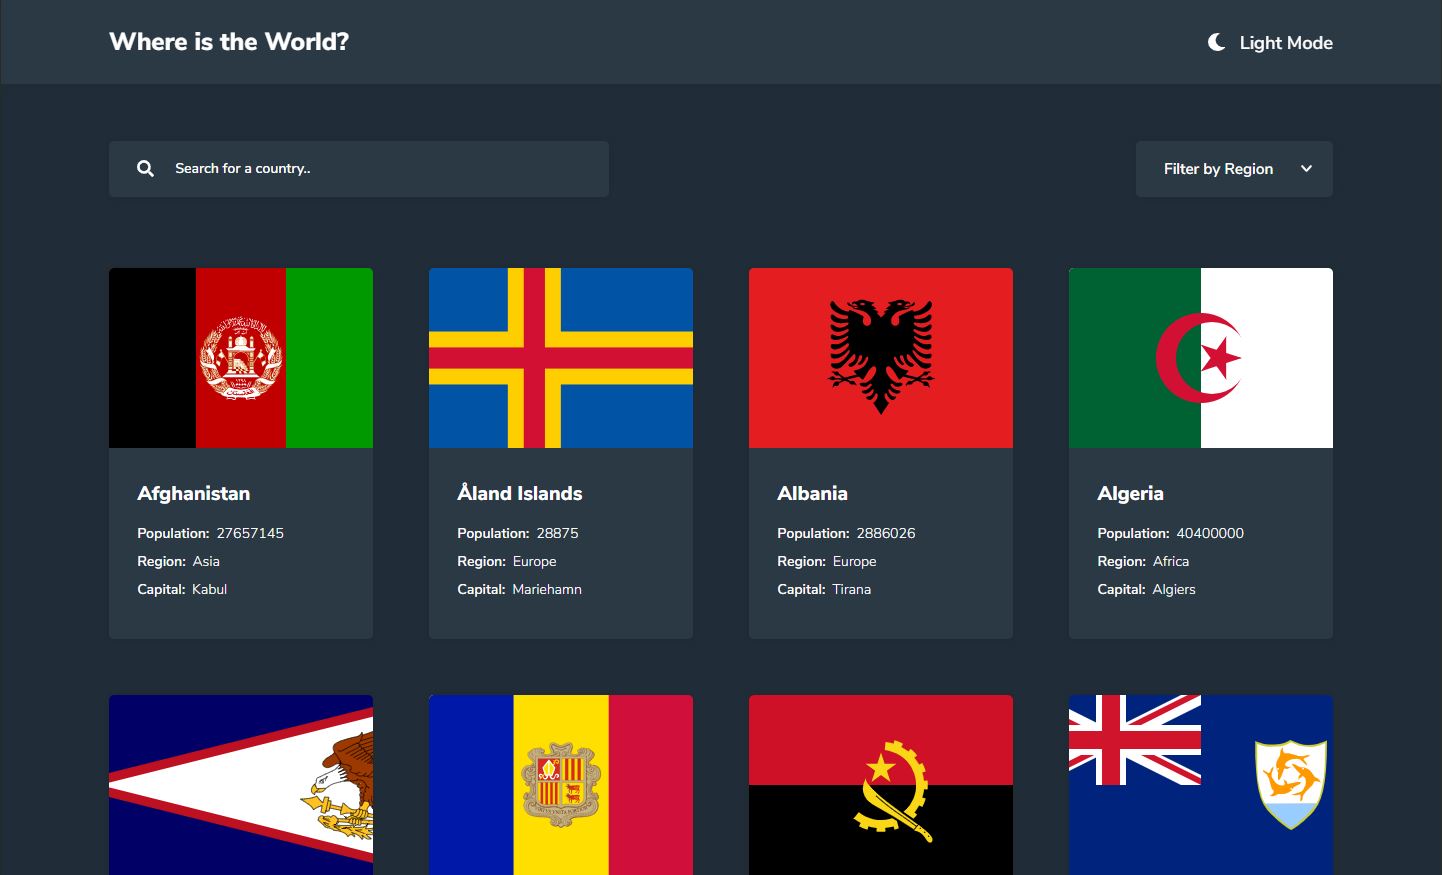 Where is the World?
Light Mode
Search for a country..
Filter by Region
Afghanistan
Population: 27657145
Region: Asia
Capital: Kabul
Åland Islands
Population: 28875
Region: Europe
Capital: Mariehamn
Albania
Population: 2886026
Region: Europe
Capital: Tirana
Algeria
Population: 40400000
Region: Africa
Capital: Algiers